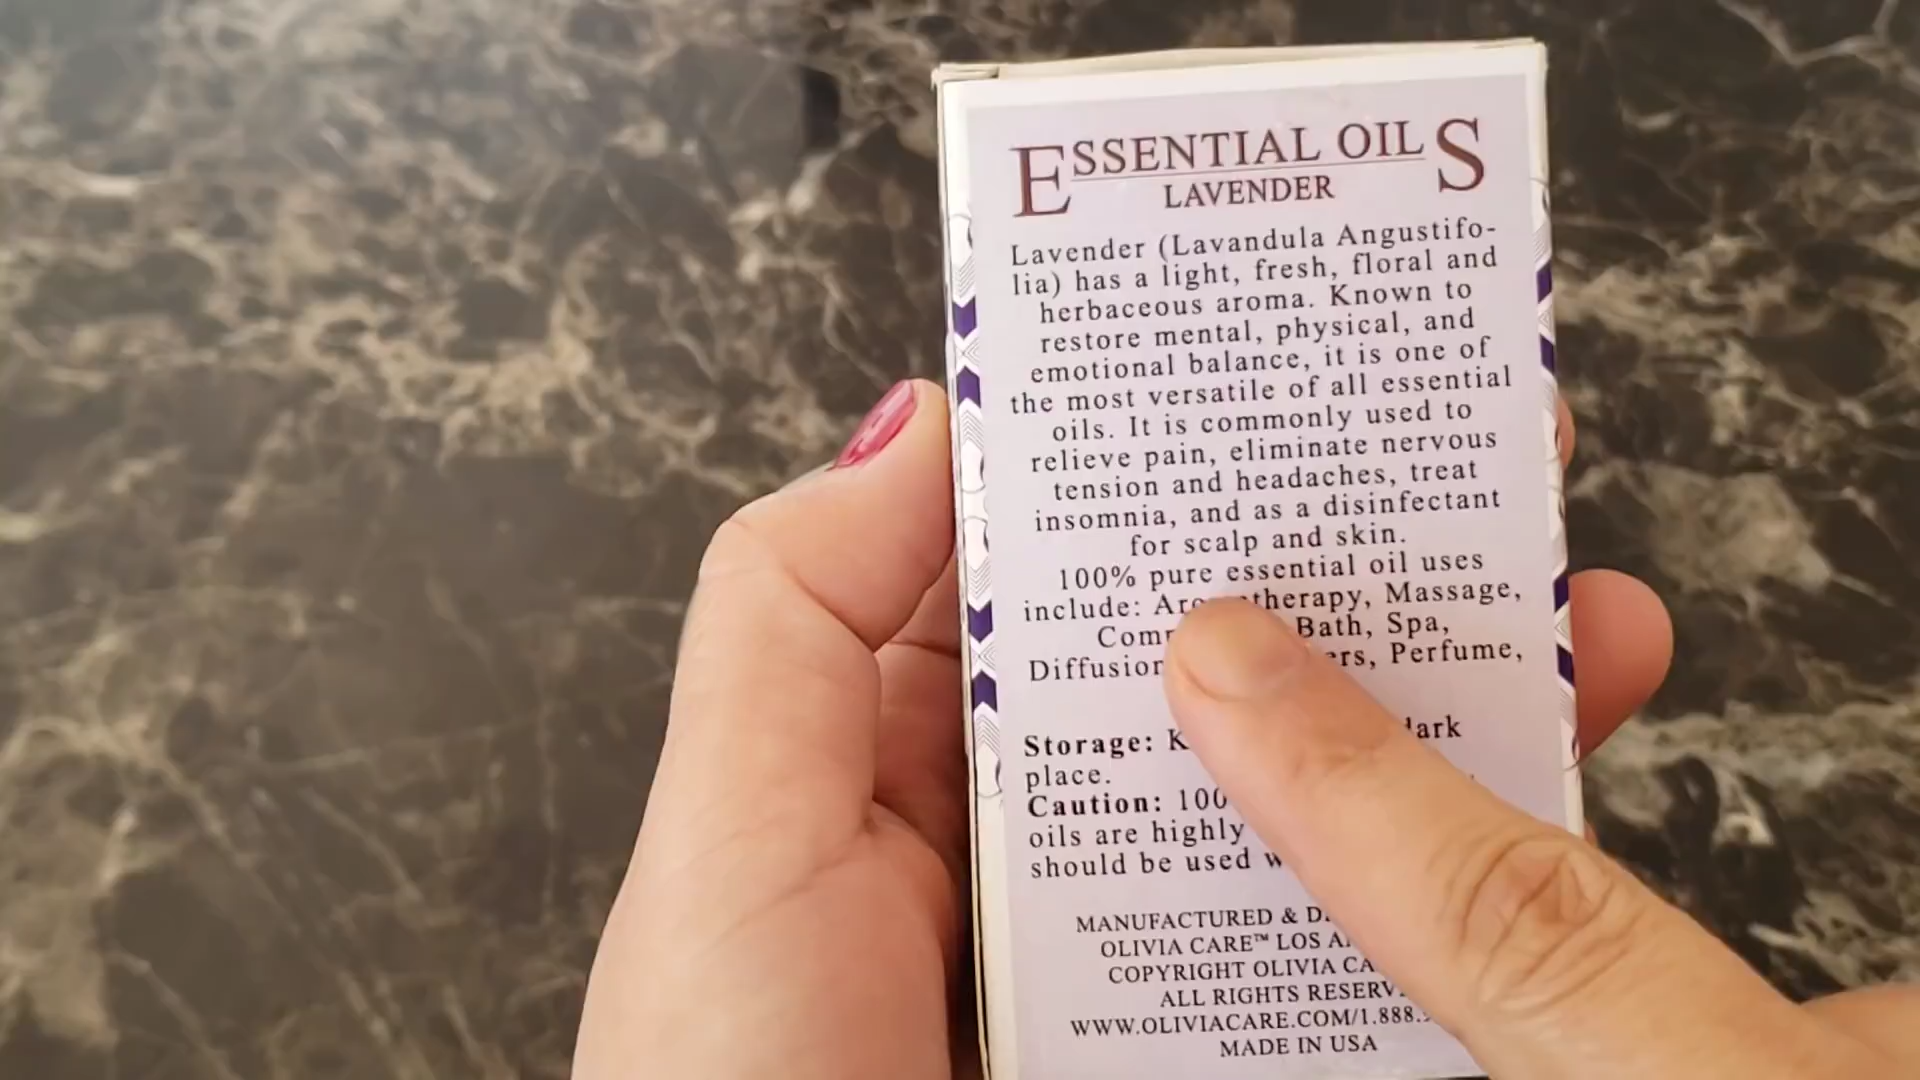 ESSENTIAL OILS
LAVENDER
Lavender (Lavandula Angustifo-
lia) has a light, fresh, floral and
herbaceous aroma. Known to
restore mental, physical, and
emotional balance, it is one of
the most versatile of all essential
oils. It is commonly used to
relieve pain, eliminate nervous
tension and headaches, treat
insomnia, and as a disinfectant
for scalp and skin.
100% pure essential oil uses
include: Massage,
Bath, Spa,
Diffusion Perfume,
Storage: dark
place.
Caution: 100
oils are highly
should be used
MANUFACTURED &
OLIVIA CARE™ LOS
COPYRIGHT OLIVIA
ALL RIGHTS
WWW.OLIVIACARE.COM/1.888.
MADE IN USA